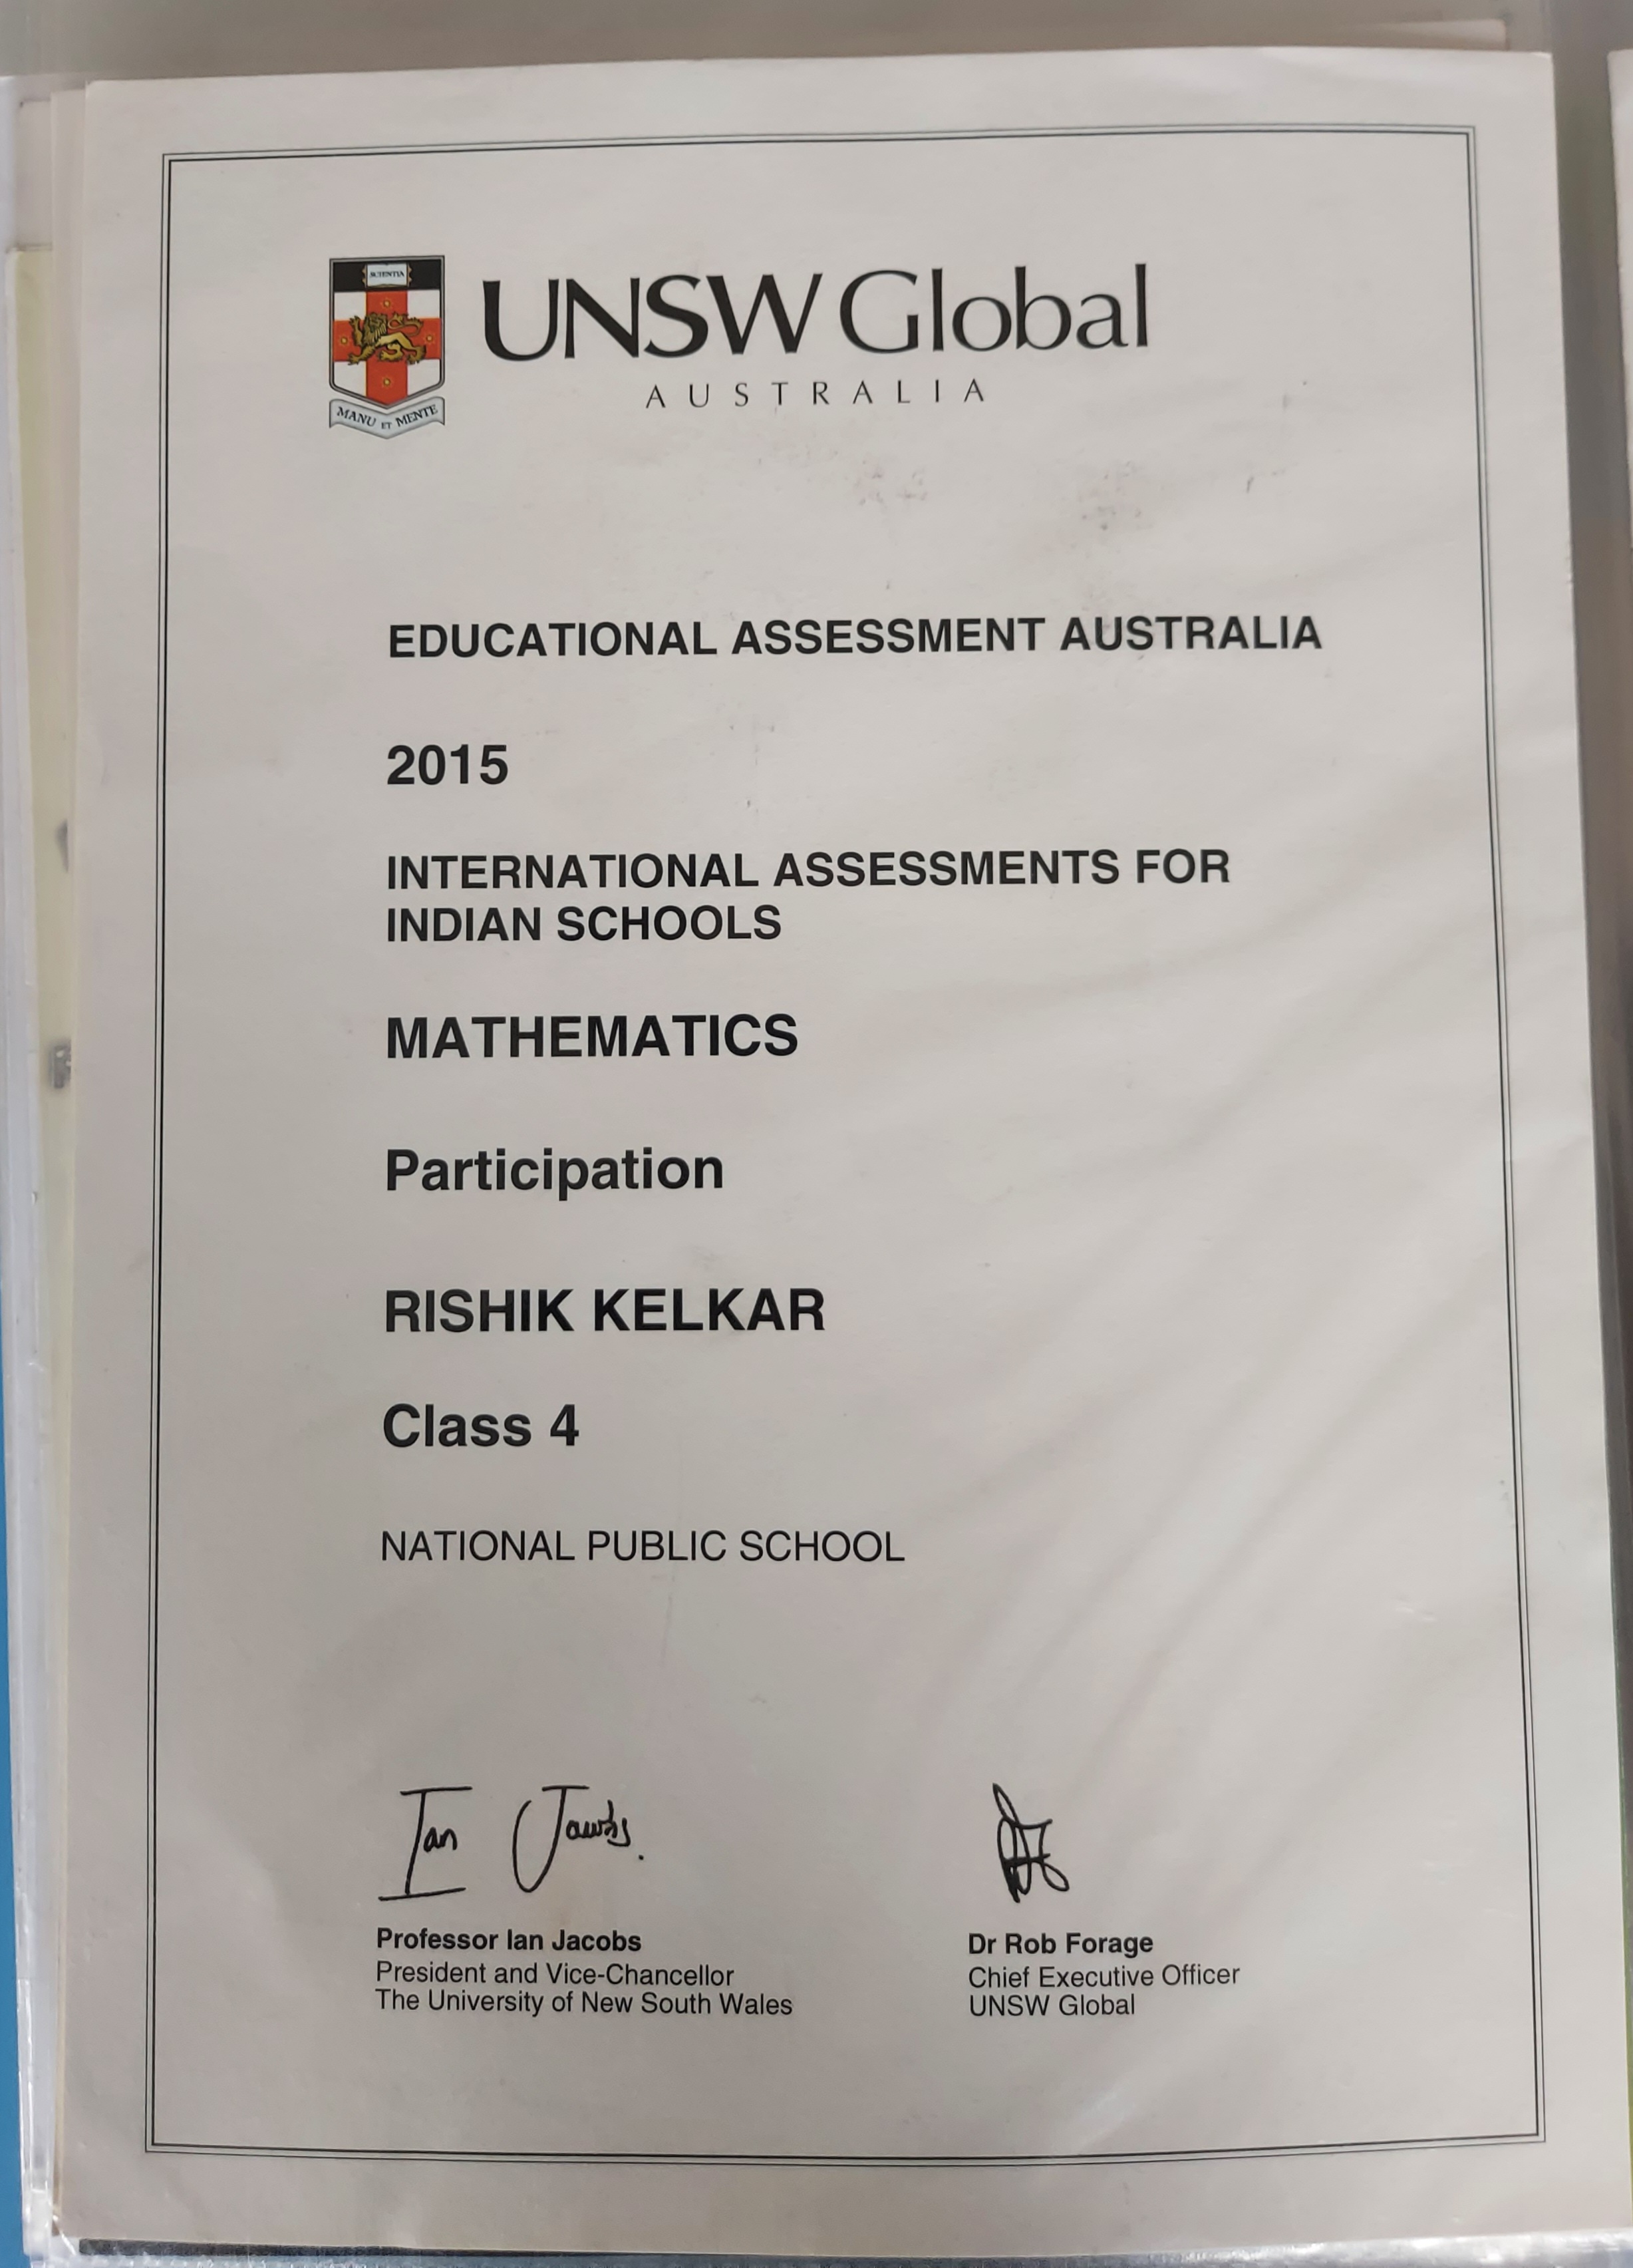 SCIENTIA
MANU ET MENTE
UNSW Global
AUSTRALIA
EDUCATIONAL ASSESSMENT AUSTRALIA
2015
INTERNATIONAL ASSESSMENTS FOR
INDIAN SCHOOLS
MATHEMATICS
Participation
RISHIK KELKAR
Class 4
NATIONAL PUBLIC SCHOOL
Ian Jacobs.
Professor Ian Jacobs
President and Vice-Chancellor
The University of New South Wales
Dr Rob Forage
Chief Executive Officer
UNSW Global